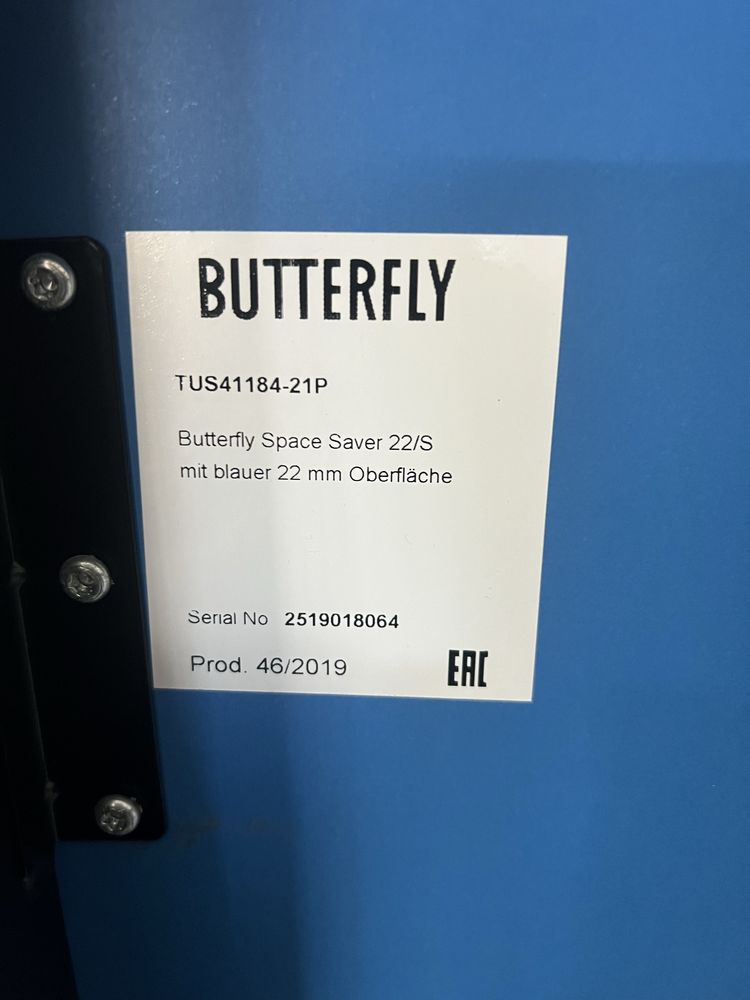 BUTTERFLY
TUS41184-21P
Butterfly Space Saver 22/S
mit blauer 22 mm Oberfläche
Serial No 2519018064
Prod. 46/2019
EAC